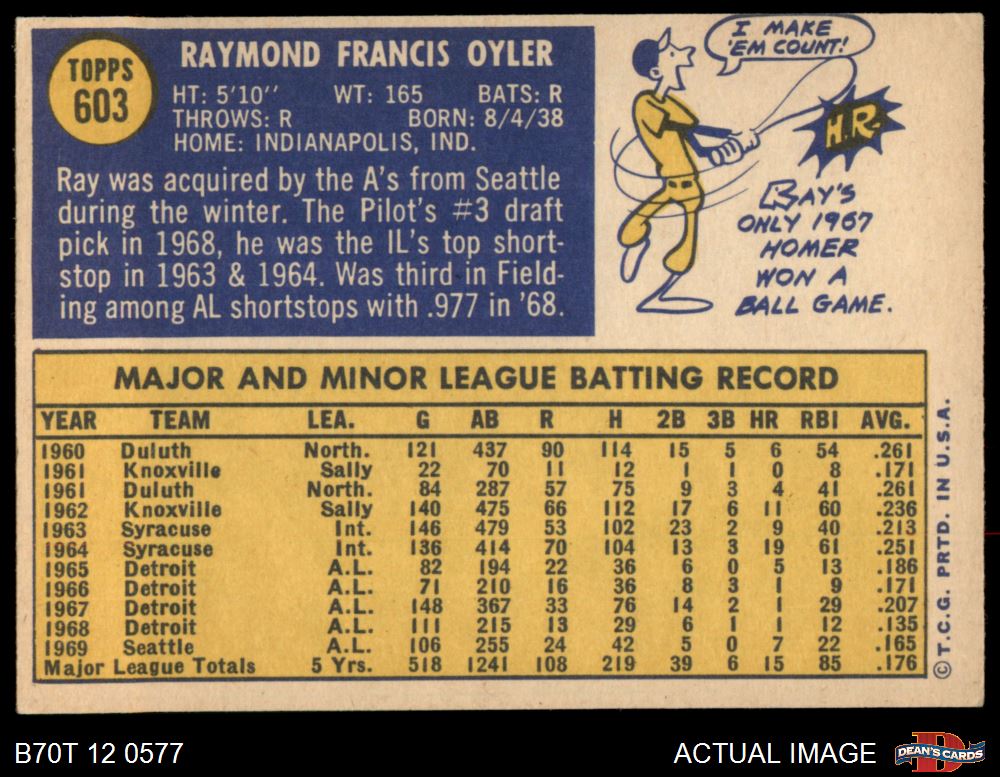 TOPPS
603
RAYMOND FRANCIS OYLER
HT: 5'10'' WT: 165 BATS: R
THROWS: R BORN: 8/4/38
HOME: INDIANAPOLIS, IND.
Ray was acquired by the A's from Seattle
during the winter. The Pilot's #3 draft
pick in 1968, he was the IL's top short-
stop in 1963 & 1964. Was third in Field-
ing among AL shortstops with .977 in '68.
I MAKE
'EM COUNT!
H.R.
RAY'S
ONLY 1967
HOMER
WON A
BALL GAME.
MAJOR AND MINOR LEAGUE BATTING RECORD
YEAR TEAM LEA. G AB R H 2B 3B HR RBI AVG.
1960 Duluth North. 121 437 90 114 15 5 6 54 .261
1961 Knoxville Sally 22 70 11 12 1 1 0 8 .171
1961 Duluth North. 84 287 57 75 9 3 4 41 .261
1962 Knoxville Sally 140 475 66 112 17 6 11 60 .236
1963 Syracuse Int. 146 479 53 102 23 2 9 40 .213
1964 Syracuse Int. 136 414 70 104 13 3 19 61 .251
1965 Detroit A.L. 82 194 22 36 6 0 5 13 .186
1966 Detroit A.L. 71 210 16 36 8 3 1 9 .171
1967 Detroit A.L. 148 367 33 76 14 2 1 29 .207
1968 Detroit A.L. 111 215 13 29 6 1 1 12 .135
1969 Seattle A.L. 106 255 24 42 5 0 7 22 .165
Major League Totals 5 Yrs. 518 1241 108 219 39 6 15 85 .176
©T.C.G. PRTD. IN U.S.A.
B70T 12 0577
ACTUAL IMAGE
D
DEAN'S CARDS